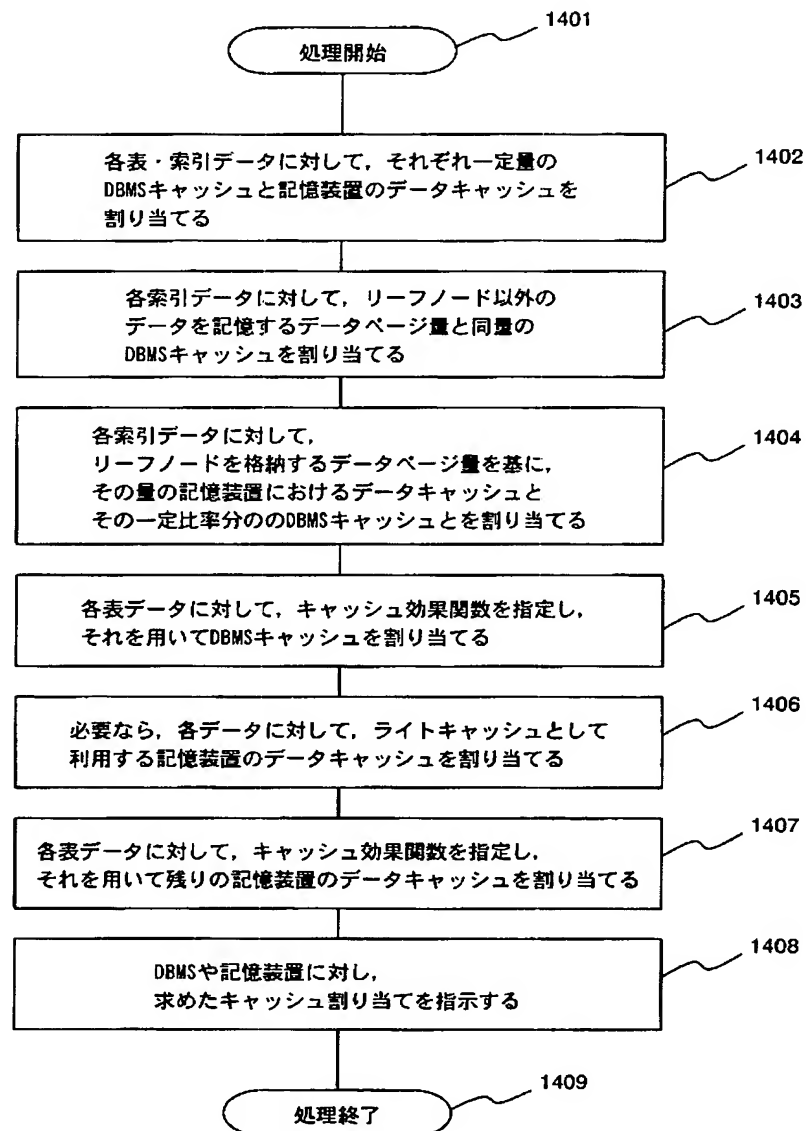 1401
処理開始
1402
各表・索引データに対して，それぞれ一定量の
DBMSキャッシュと記憶装置のデータキャッシュを
割り当てる
1403
各索引データに対して，リーフノード以外の
データを記憶するデータページ量と同量の
DBMSキャッシュを割り当てる
1404
各索引データに対して，
リーフノードを格納するデータページ量を基に，
その量の記憶装置におけるデータキャッシュと
その一定比率分ののDBMSキャッシュとを割り当てる
1405
各表データに対して，キャッシュ効果関数を指定し，
それを用いてDBMSキャッシュを割り当てる
1406
必要なら，各データに対して，ライトキャッシュとして
利用する記憶装置のデータキャッシュを割り当てる
1407
各表データに対して，キャッシュ効果関数を指定し，
それを用いて残りの記憶装置のデータキャッシュを割り当てる
1408
DBMSや記憶装置に対し，
求めたキャッシュ割り当てを指示する
1409
処理終了